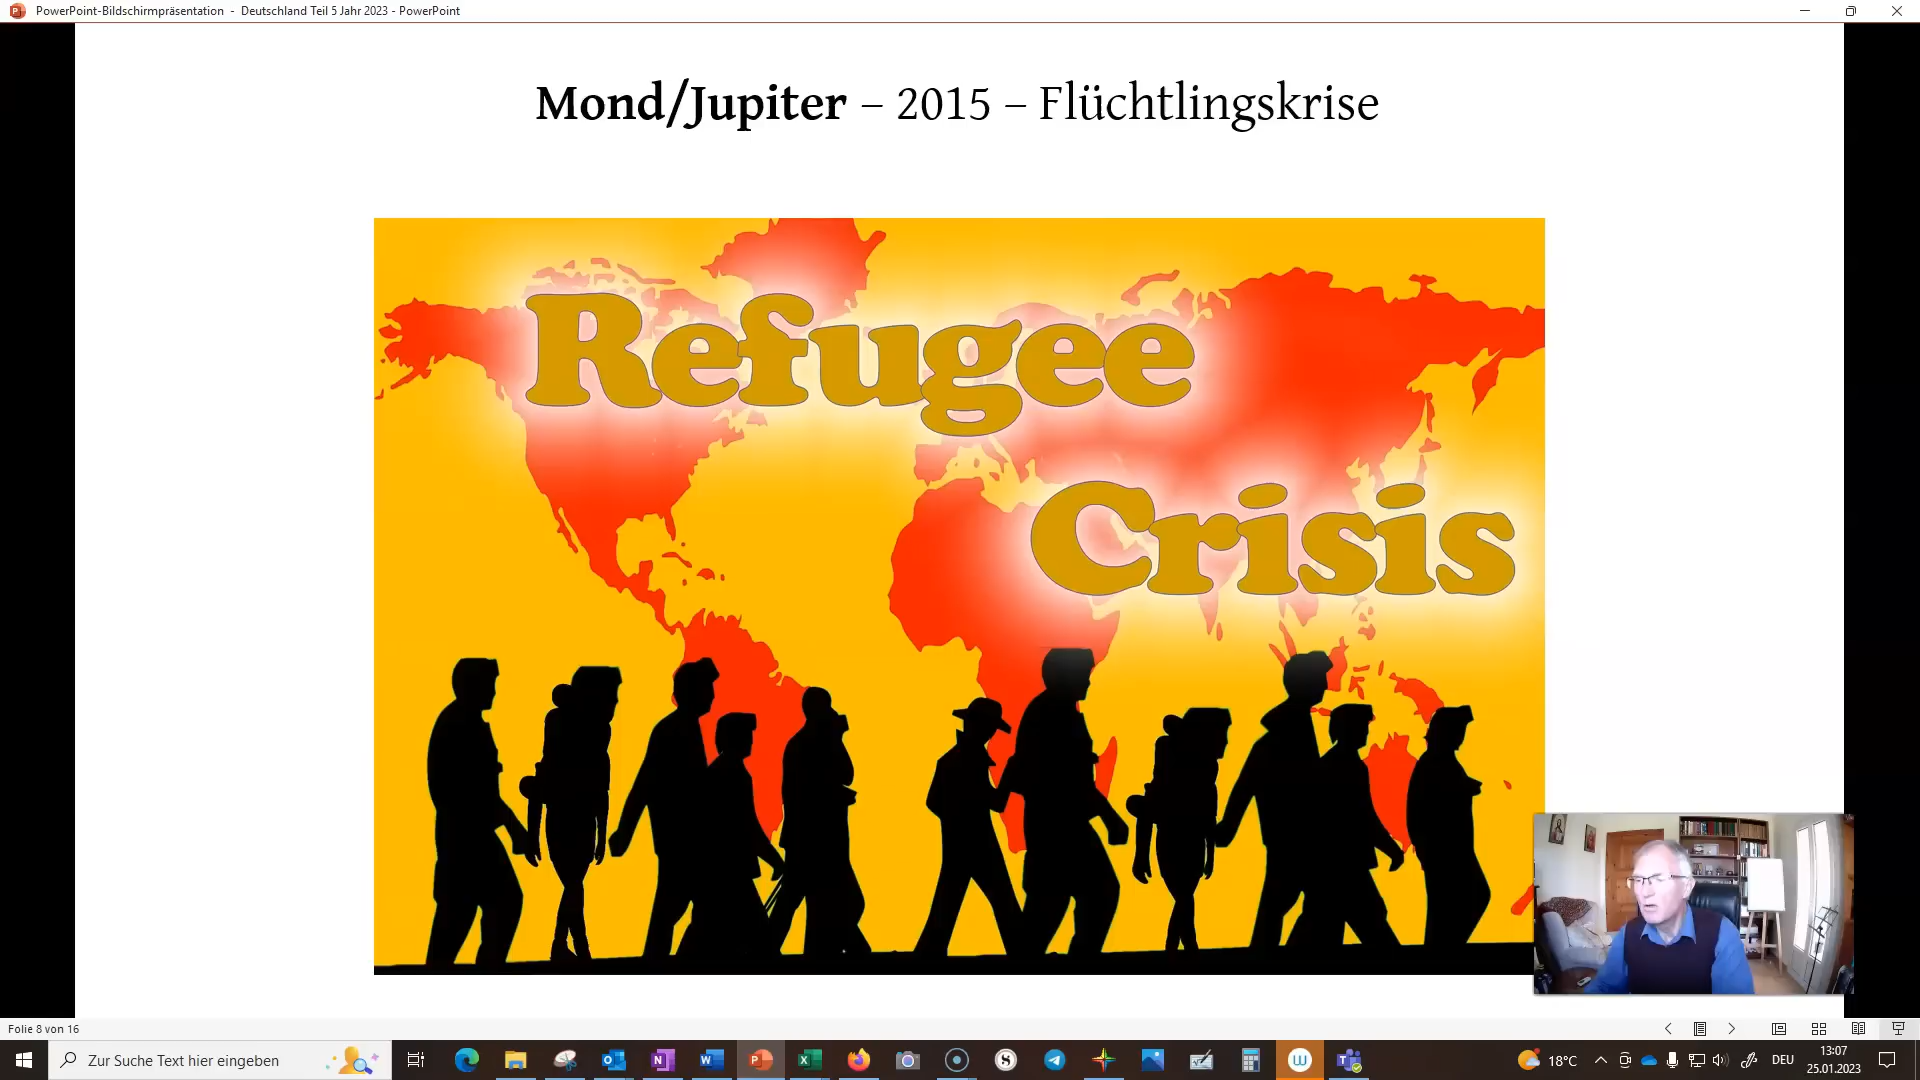 PowerPoint-Bildschirmpräsentation - Deutschland Teil 5 Jahr 2023 - PowerPoint
Mond/Jupiter – 2015 – Flüchtlingskrise
Refugee
Crisis
Folie 8 von 16
Zur Suche Text hier eingeben
18°C
DEU
13:07
25.01.2023